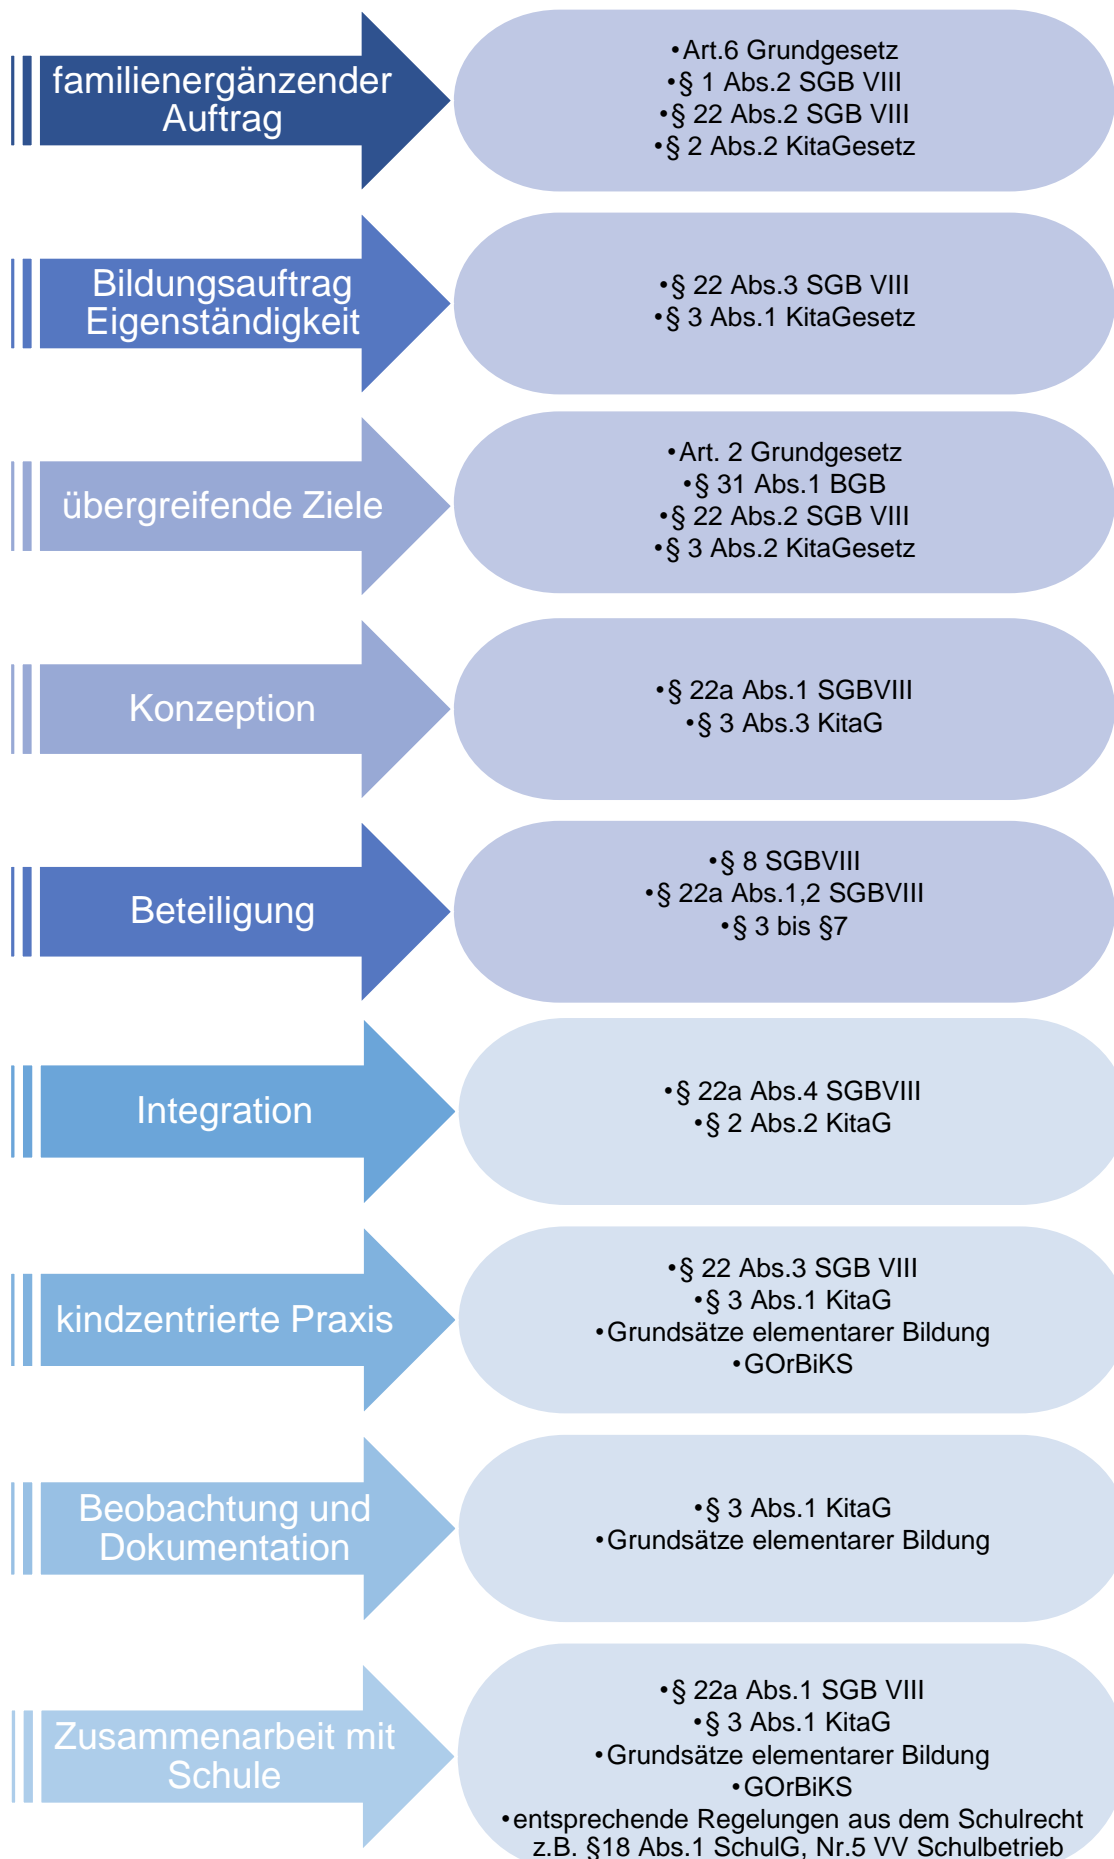 familienergänzender
Auftrag
•Art.6 Grundgesetz
•§ 1 Abs.2 SGB VIII
•§ 22 Abs.2 SGB VIII
•§ 2 Abs.2 KitaGesetz
Bildungsauftrag
Eigenständigkeit
•§ 22 Abs.3 SGB VIII
•§ 3 Abs.1 KitaGesetz
übergreifende Ziele
•Art. 2 Grundgesetz
•§ 31 Abs.1 BGB
•§ 22 Abs.2 SGB VIII
•§ 3 Abs.2 KitaGesetz
Konzeption
•§ 22a Abs.1 SGBVIII
•§ 3 Abs.3 KitaG
Beteiligung
•§ 8 SGBVIII
•§ 22a Abs.1,2 SGBVIII
•§ 3 bis §7
Integration
•§ 22a Abs.4 SGBVIII
•§ 2 Abs.2 KitaG
kindzentrierte Praxis
•§ 22 Abs.3 SGB VIII
•§ 3 Abs.1 KitaG
•Grundsätze elementarer Bildung
•GOrBiKS
Beobachtung und
Dokumentation
•§ 3 Abs.1 KitaG
•Grundsätze elementarer Bildung
Zusammenarbeit mit
Schule
•§ 22a Abs.1 SGB VIII
•§ 3 Abs.1 KitaG
•Grundsätze elementarer Bildung
•GOrBiKS
•entsprechende Regelungen aus dem Schulrecht
z.B. §18 Abs.1 SchulG, Nr.5 VV Schulbetrieb